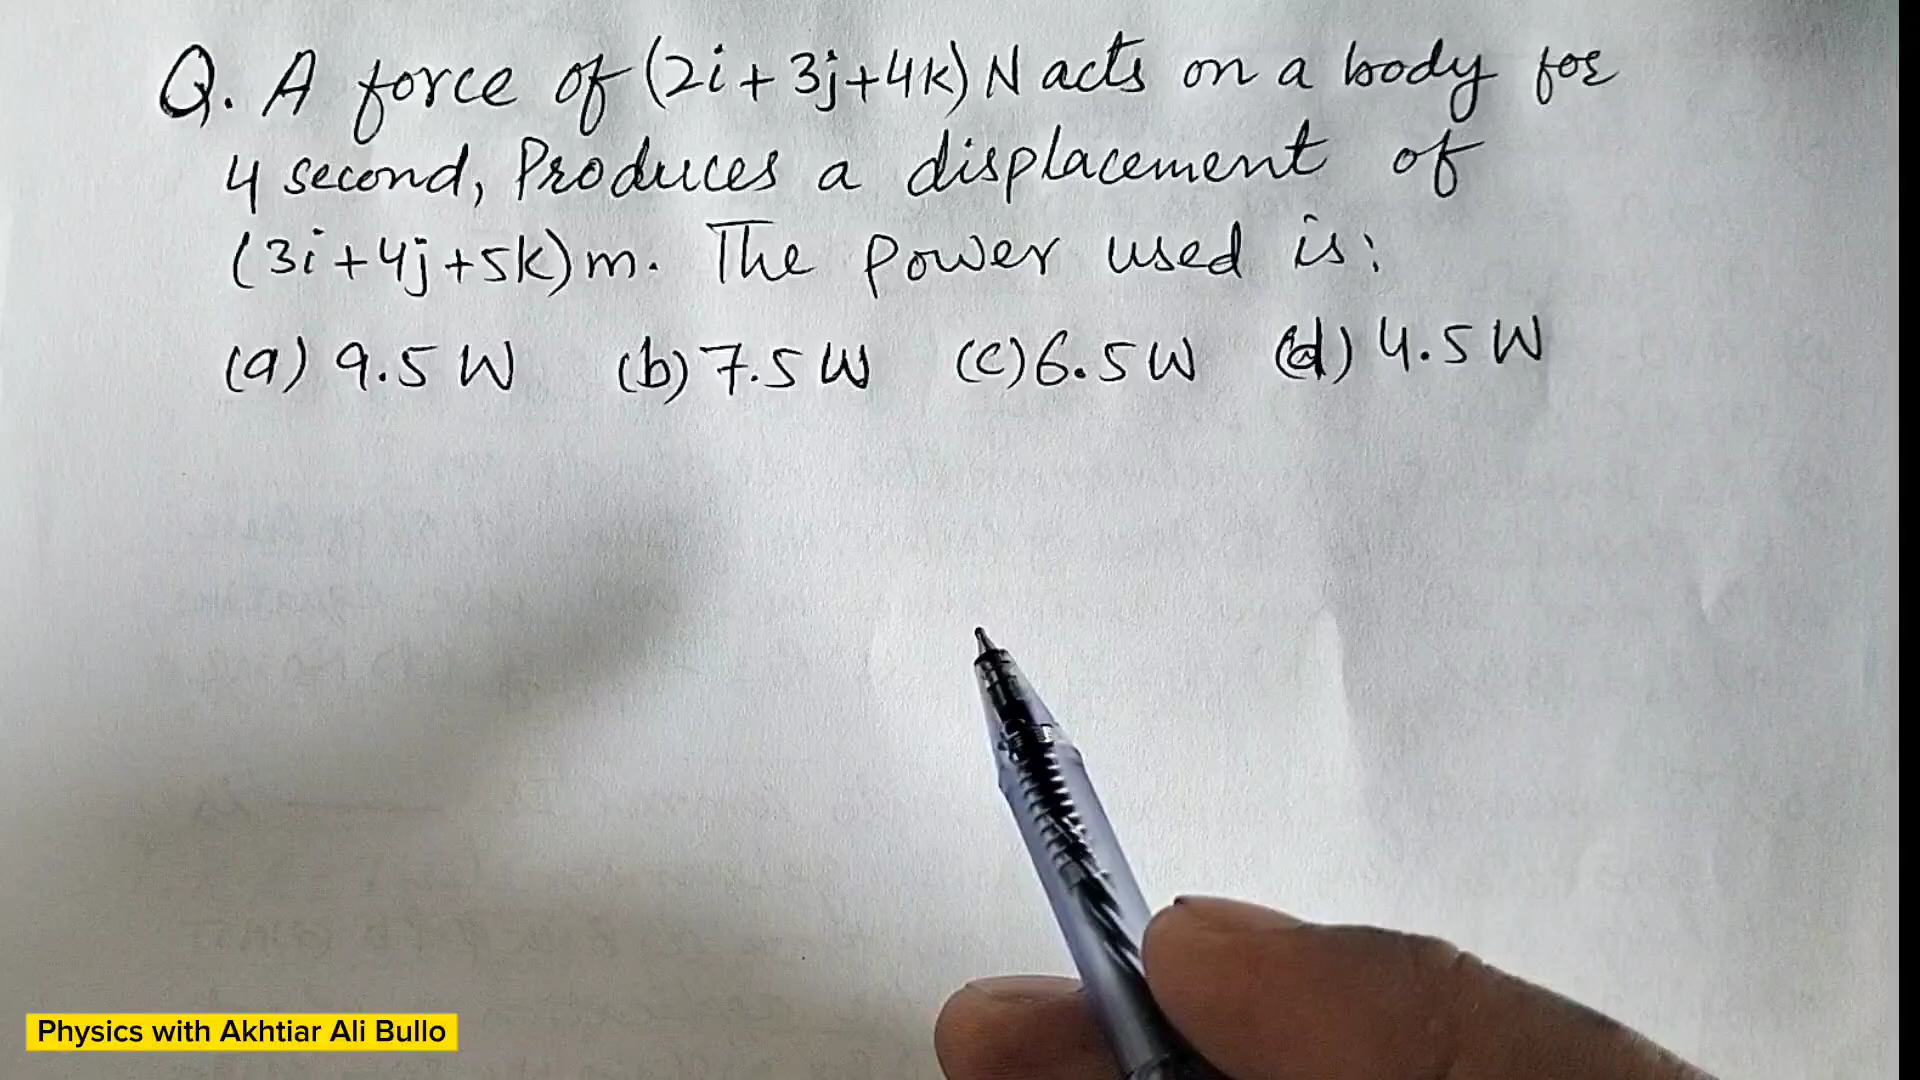 Q. A force of (2i+3j+4k) N acts on a body for
4 second, Produces a displacement of
(3i+4j+5k)m. The power used is:
(a) 9.5 W (b) 7.5 W (c) 6.5 W (d) 4.5 W
Physics with Akhtiar Ali Bullo